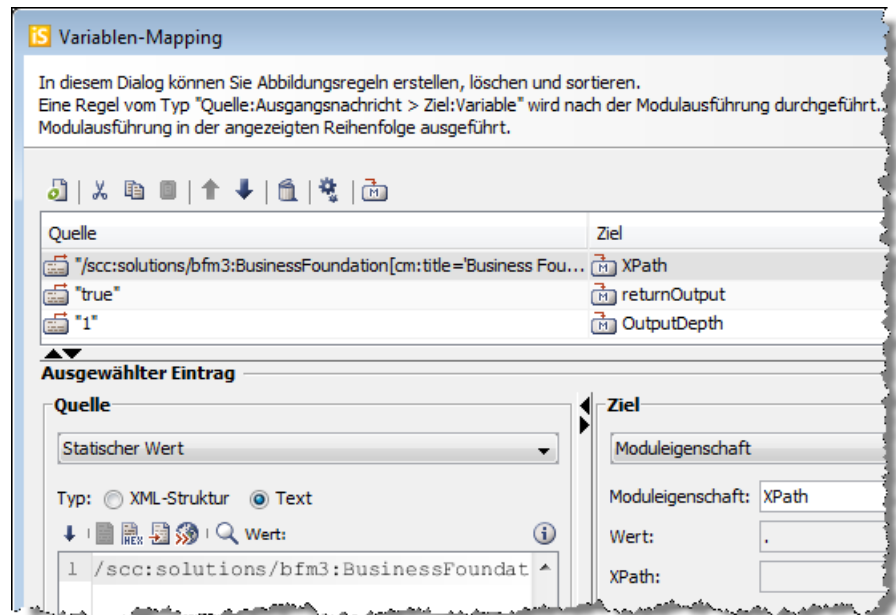 iS Variablen-Mapping
In diesem Dialog können Sie Abbildungsregeln erstellen, löschen und sortieren.
Eine Regel vom Typ "Quelle:Ausgangsnachricht > Ziel:Variable" wird nach der Modulausführung durchgeführt..
Modulausführung in der angezeigten Reihenfolge ausgeführt.
M
Quelle Ziel
"/scc:solutions/bfm3:BusinessFoundation[cm:title='Business Fou... M XPath
"true" M returnOutput
"1" M OutputDepth
Ausgewählter Eintrag
Quelle Ziel
Statischer Wert Moduleigenschaft
Typ: XML-Struktur Text Moduleigenschaft: XPath
HEX Wert: i Wert: .
1 /scc:solutions/bfm3:BusinessFoundat XPath: